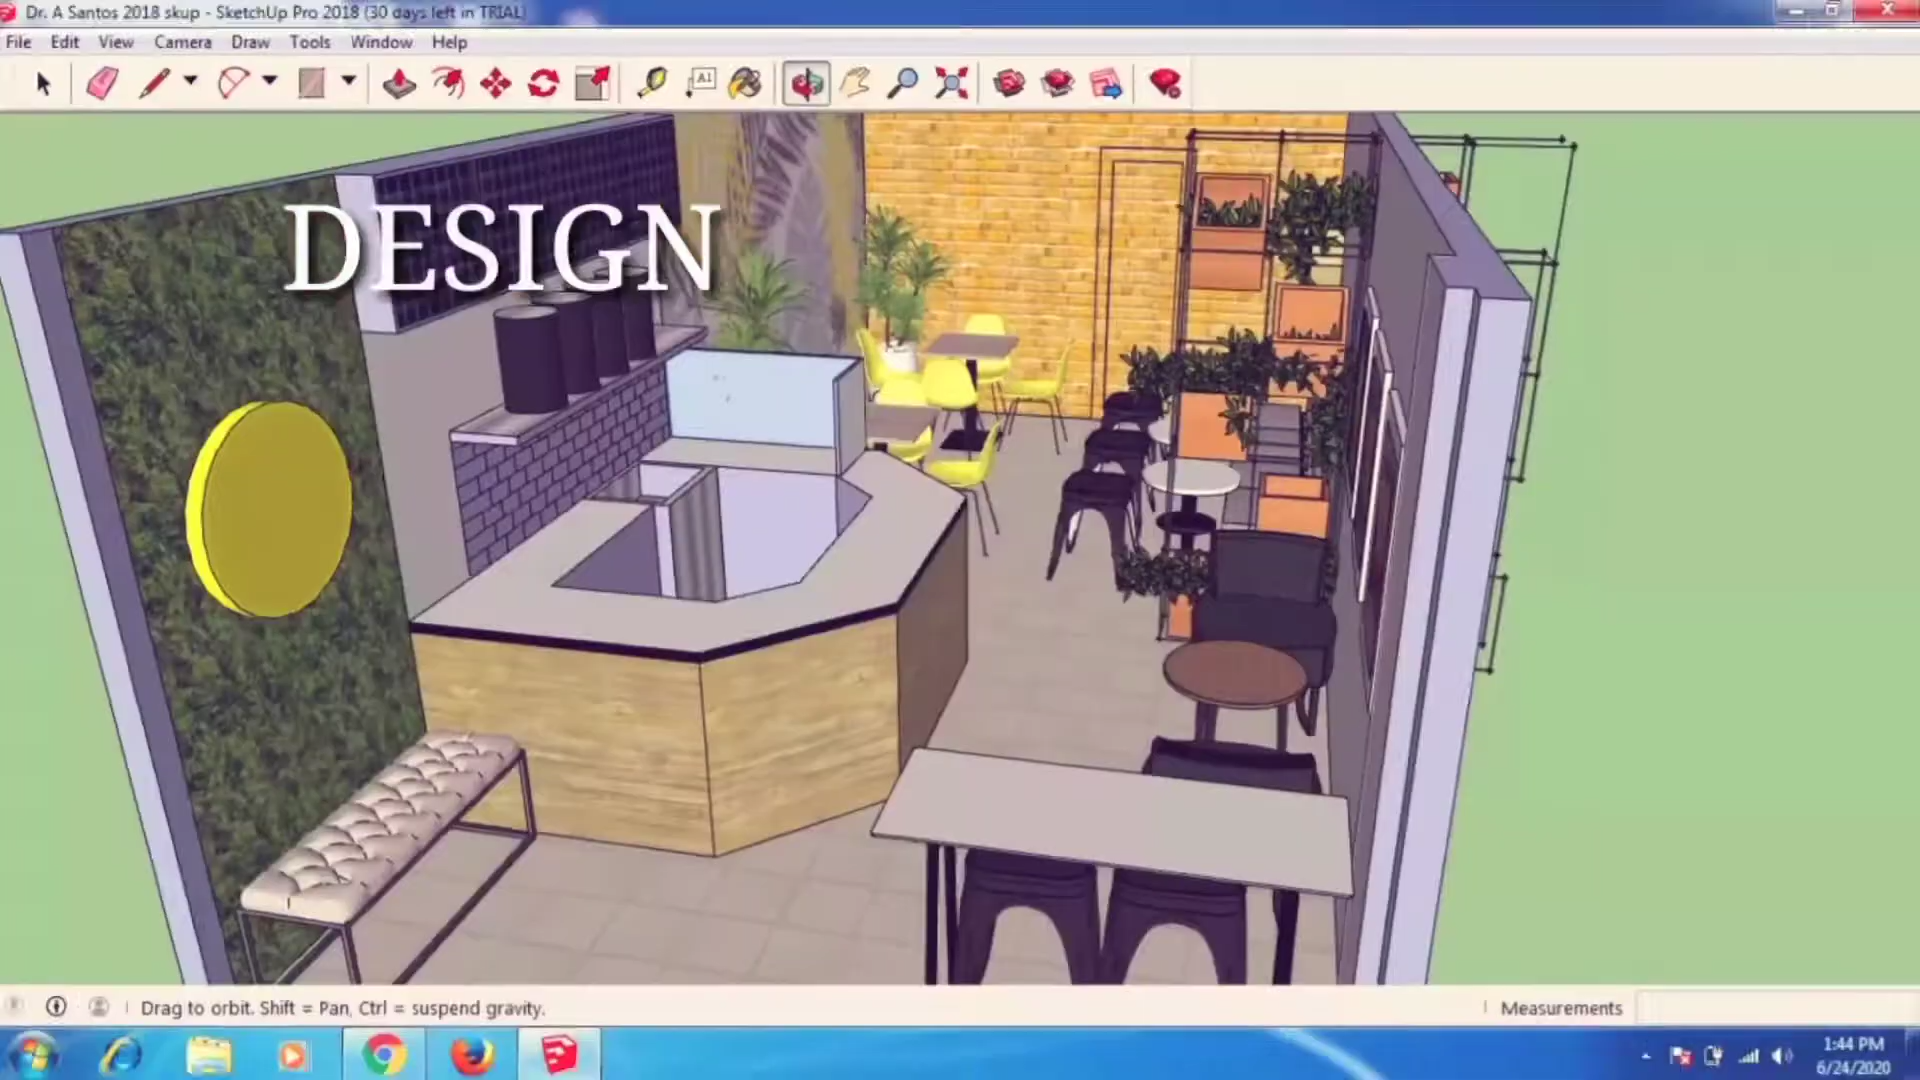 Dr. A Santos 2018 skup - SketchUp Pro 2018 (30 days left in TRIAL)
File Edit View Camera Draw Tools Window Help
A1
DESIGN
Drag to orbit. Shift = Pan, Ctrl = suspend gravity.
Measurements
1:44 PM
6/24/2020